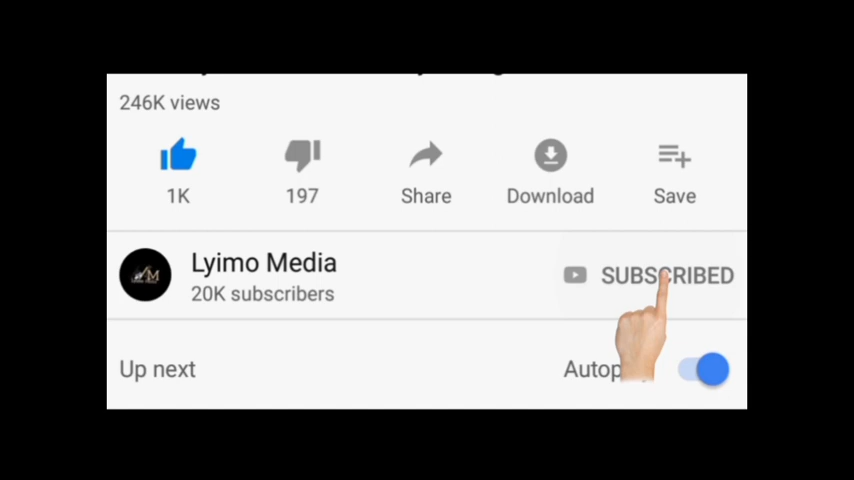 246K views
1K 197 Share Download Save
Lyimo Media SUBSCRIBED
20K subscribers
Up next